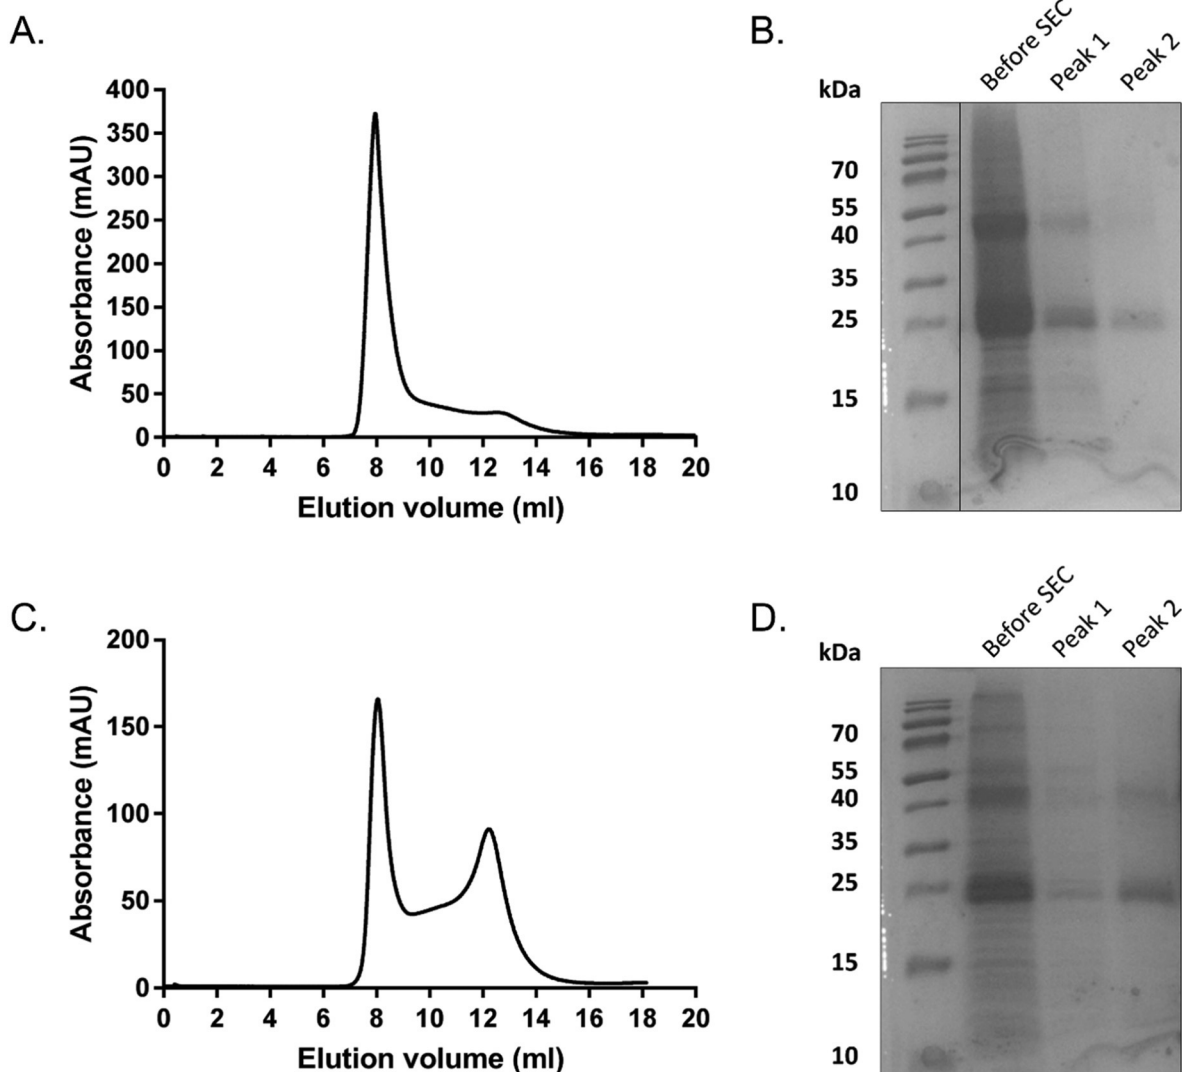 A.
400
350
300
250
200
150
100
50
0
Absorbance (mAU)
0 2 4 6 8 10 12 14 16 18 20
Elution volume (ml)
B.
Before SEC Peak 1 Peak 2
kDa
70
55
40
35
25
15
10
C.
200
150
100
50
0
Absorbance (mAU)
0 2 4 6 8 10 12 14 16 18 20
Elution volume (ml)
D.
Before SEC Peak 1 Peak 2
kDa
70
55
40
35
25
15
10